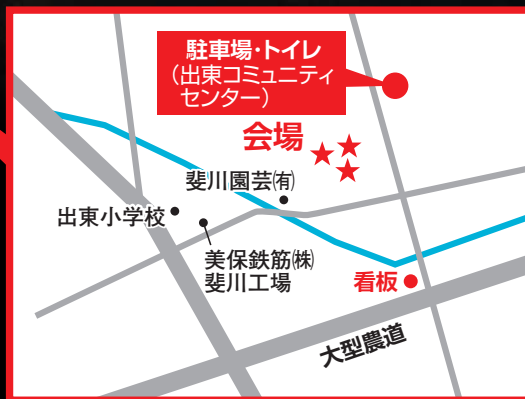 駐車場・トイレ
（出東コミュニティ
センター）
会場
斐川園芸㈲
出東小学校
美保鉄筋㈱
斐川工場
看板
大型農道